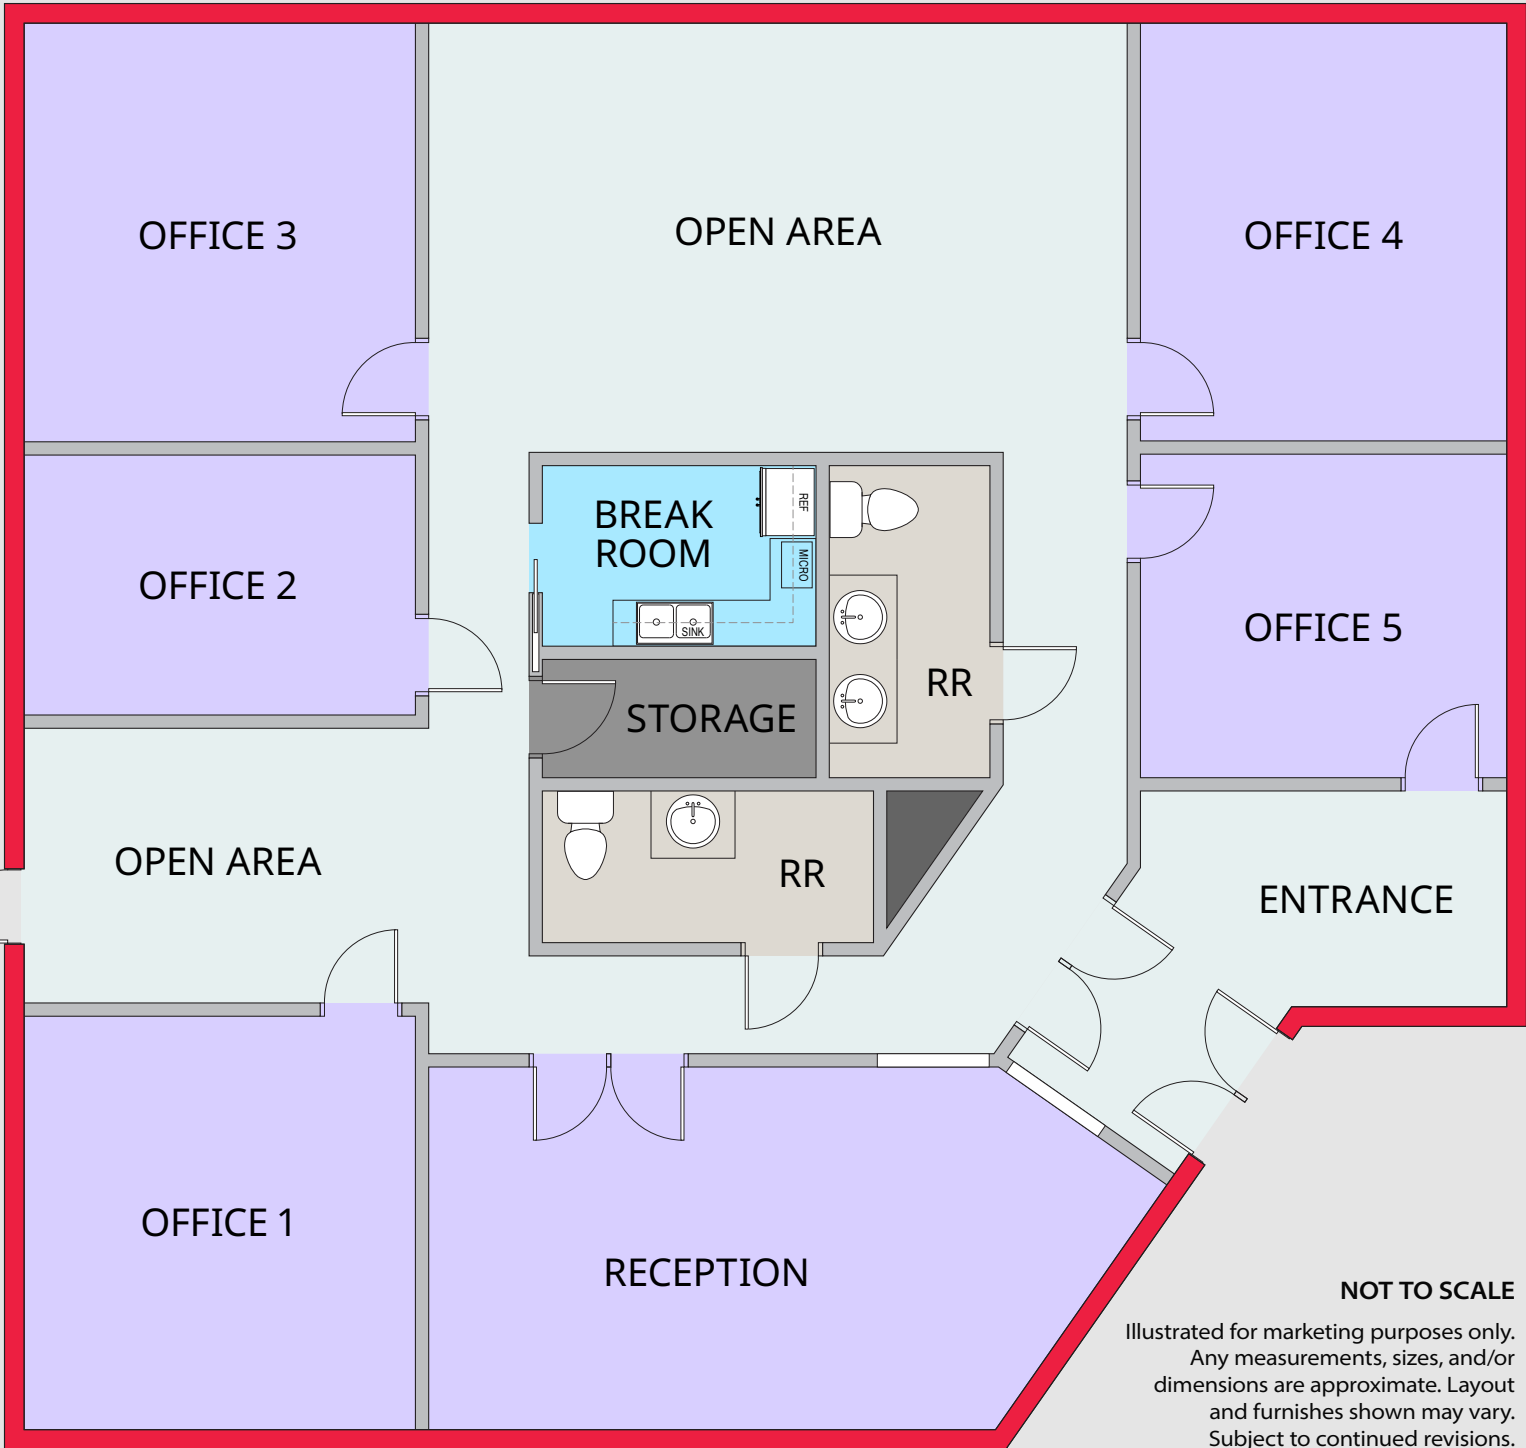 OFFICE 3
OPEN AREA
OFFICE 4
BREAK
ROOM
REF
MICRO
SINK
OFFICE 2
OFFICE 5
RR
STORAGE
OPEN AREA
RR
ENTRANCE
OFFICE 1
RECEPTION
NOT TO SCALE
Illustrated for marketing purposes only.
Any measurements, sizes, and/or
dimensions are approximate. Layout
and furnishes shown may vary.
Subject to continued revisions.